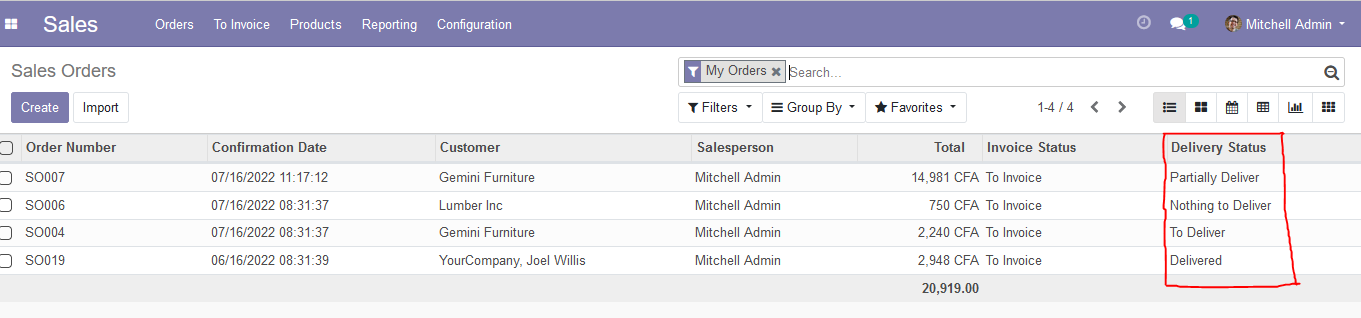 Sales Orders To Invoice Products Reporting Configuration 1 Mitchell Admin
Sales Orders My Orders Search...
Create Import Filters Group By Favorites 1-4 / 4
Order Number Confirmation Date Customer Salesperson Total Invoice Status Delivery Status
SO007 07/16/2022 11:17:12 Gemini Furniture Mitchell Admin 14,981 CFA To Invoice Partially Deliver
SO006 07/16/2022 08:31:37 Lumber Inc Mitchell Admin 750 CFA To Invoice Nothing to Deliver
SO004 07/16/2022 08:31:37 Gemini Furniture Mitchell Admin 2,240 CFA To Invoice To Deliver
SO019 06/16/2022 08:31:39 YourCompany, Joel Willis Mitchell Admin 2,948 CFA To Invoice Delivered
20,919.00